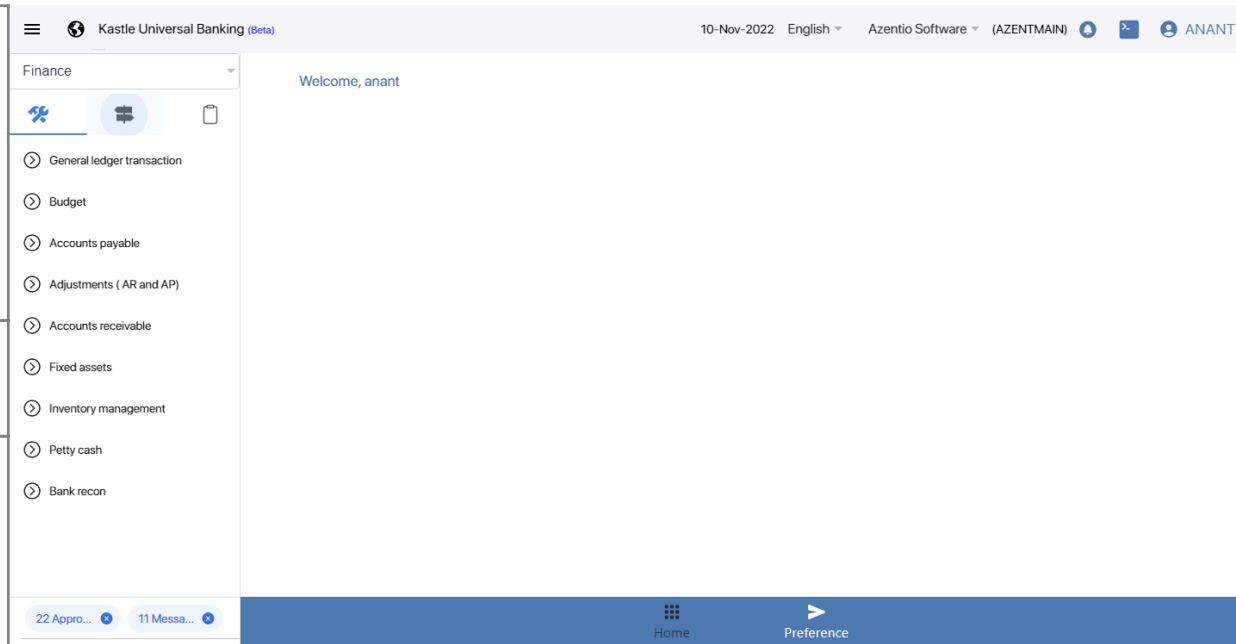 Kastle Universal Banking (Beta)
10-Nov-2022 English Azentio Software (AZENTMAIN) ANANT
Finance
Welcome, anant
General ledger transaction
Budget
Accounts payable
Adjustments ( AR and AP)
Accounts receivable
Fixed assets
Inventory management
Petty cash
Bank recon
22 Appro... 11 Messa...
Home Preference